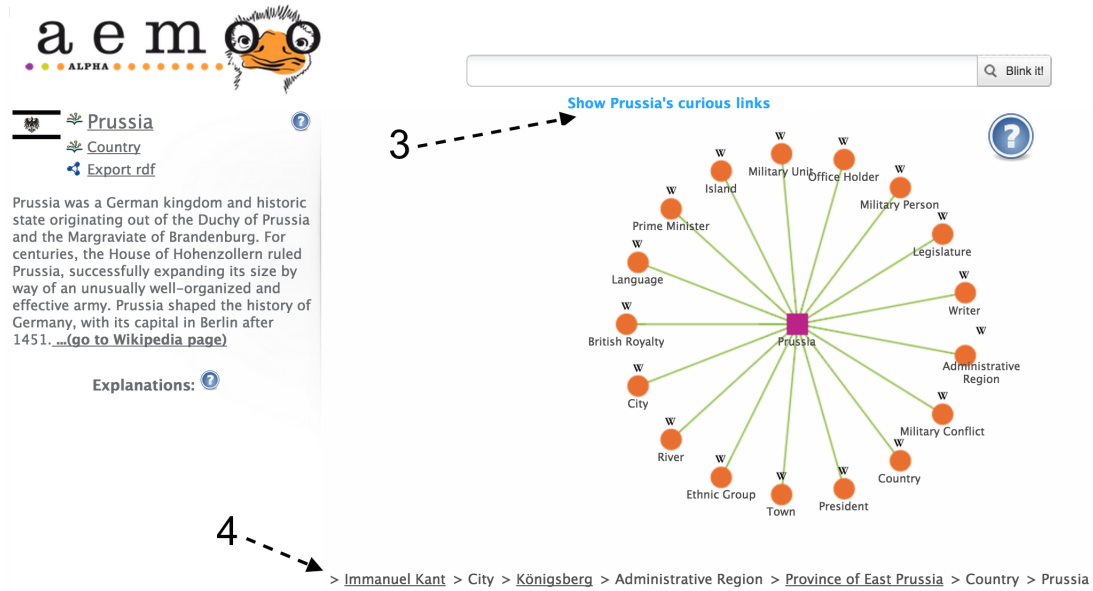 aemoo
ALPHA
Blink it!
Show Prussia's curious links
3
Prussia
Country
Export rdf
?
?
Prussia was a German kingdom and historic
state originating out of the Duchy of Prussia
and the Margraviate of Brandenburg. For
centuries, the House of Hohenzollern ruled
Prussia, successfully expanding its size by
way of an unusually well-organized and
effective army. Prussia shaped the history of
Germany, with its capital in Berlin after
1451. ...(go to Wikipedia page)
Explanations: ?
W
Military Unit
W
Office Holder
W
Island
W
Military Person
W
Prime Minister
W
Legislature
W
Language
W
Writer
W
British Royalty
Prussia
W
Administrative
Region
W
City
W
Military Conflict
W
River
W
Country
W
Ethnic Group
W
Town
W
President
4
> Immanuel Kant > City > Königsberg > Administrative Region > Province of East Prussia > Country > Prussia